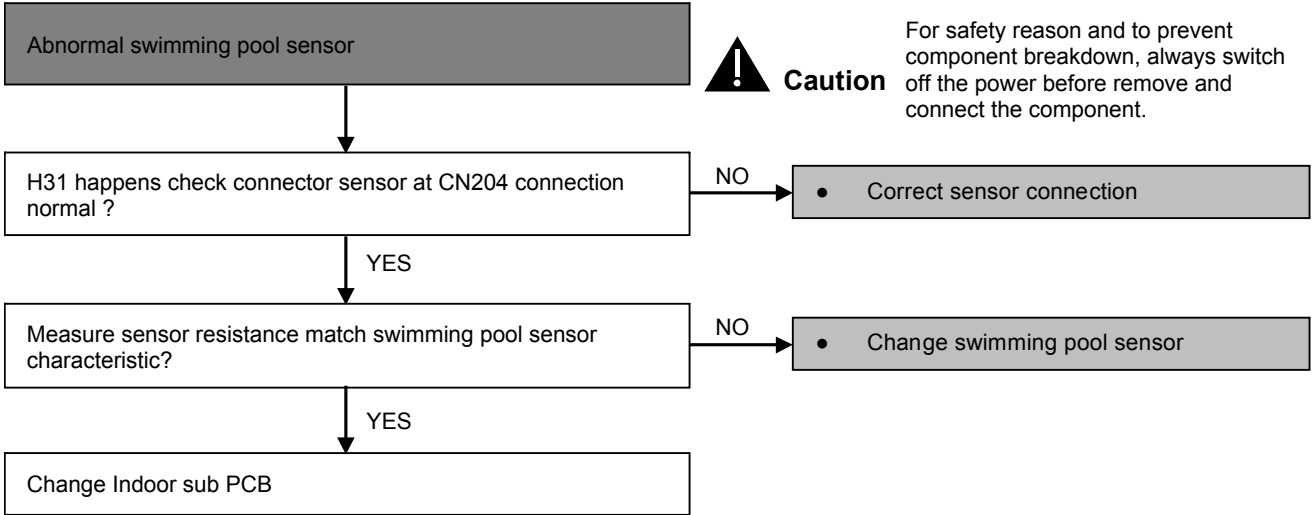 Abnormal swimming pool sensor
Caution
For safety reason and to prevent
component breakdown, always switch
off the power before remove and
connect the component.
H31 happens check connector sensor at CN204 connection
normal ?
NO
● Correct sensor connection
YES
Measure sensor resistance match swimming pool sensor
characteristic?
NO
● Change swimming pool sensor
YES
Change Indoor sub PCB